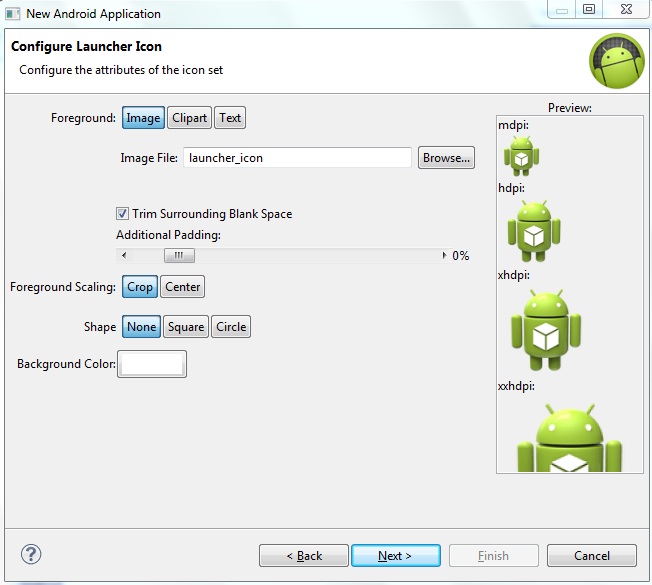 New Android Application
Configure Launcher Icon
Configure the attributes of the icon set
Foreground: Image Clipart Text
Image File: launcher_icon Browse...
Trim Surrounding Blank Space
Additional Padding:
0%
Foreground Scaling: Crop Center
Shape None Square Circle
Background Color:
Preview:
mdpi:
hdpi:
xhdpi:
xxhdpi:
? < Back Next > Finish Cancel